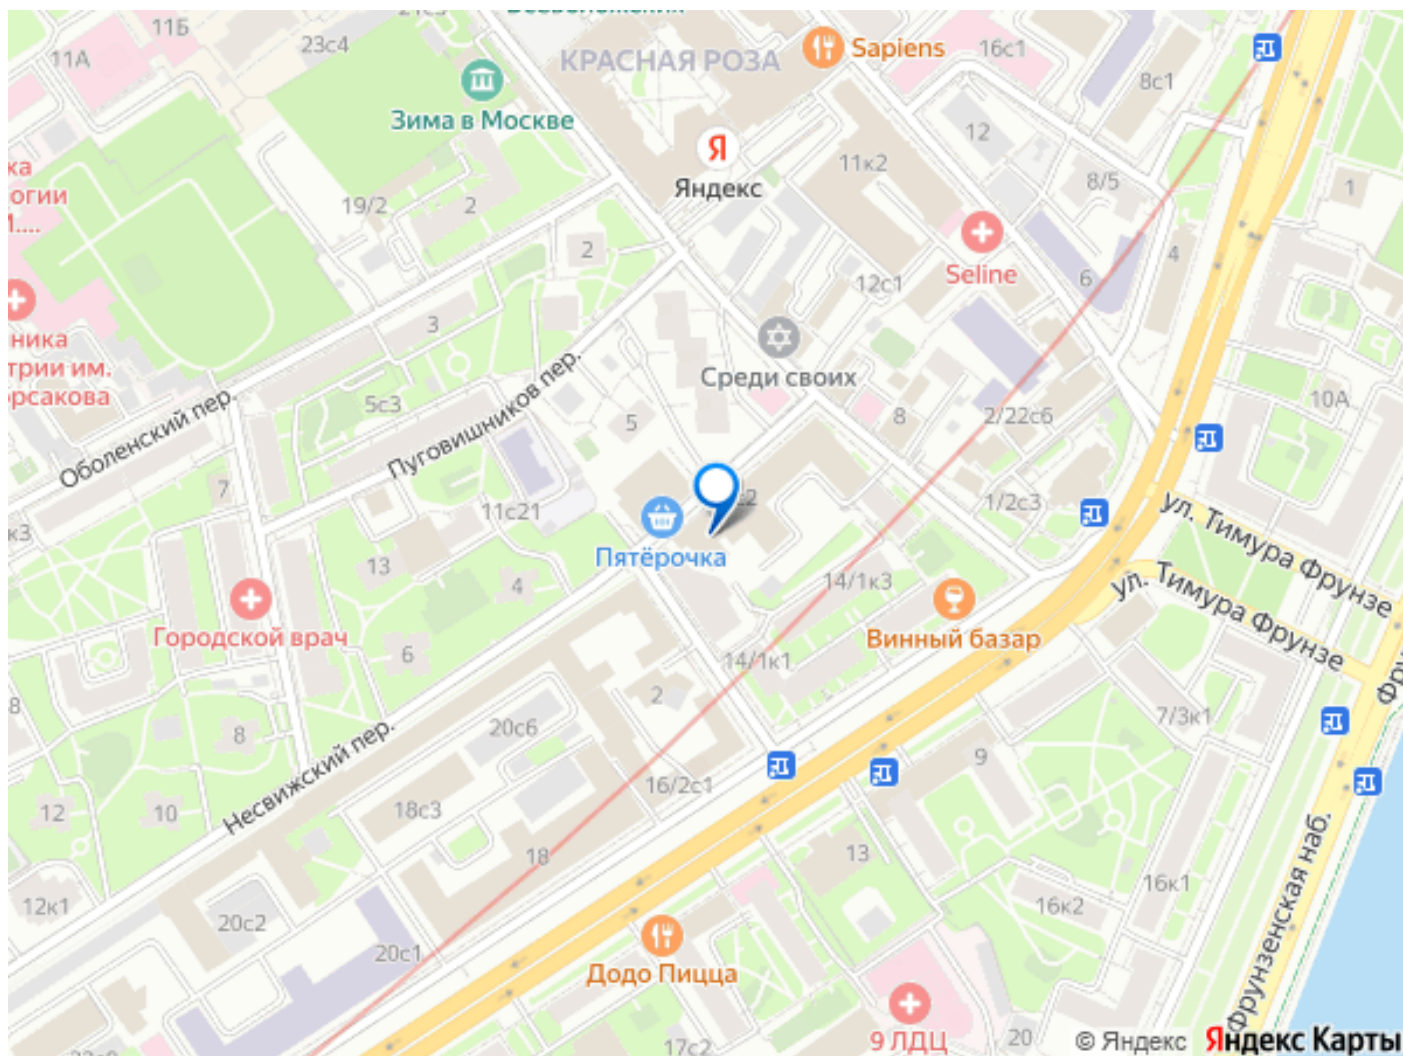 11Б
23с4
11А
КРАСНАЯ РОЗА
Sapiens
16с1
8с1
Зима в Москве
12
Яндекс
11к2
8/5
1
19/2
2
2
4
Seline
12с1
6
ника
трии им.
3
Среди своих
10А
Оболенский пер.
5с3
Пуговишников пер.
5
8
2/22с6
7
11с21
1/2с3
ул. Тимура Фрунзе
Пятёрочка
13
4
14/1к3
ул. Тимура Фрунзе
Городской врач
Винный базар
6
14/1к1
2
8
8
20с6
7/3к1
Несвижский пер.
9
16/2с1
12
10
18с3
18
13
12к1
16к1
16к2
20с2
20с1
Фрунзенская наб.
Додо Пицца
9 ЛДЦ
20
17с2
© Яндекс
Яндекс Карты